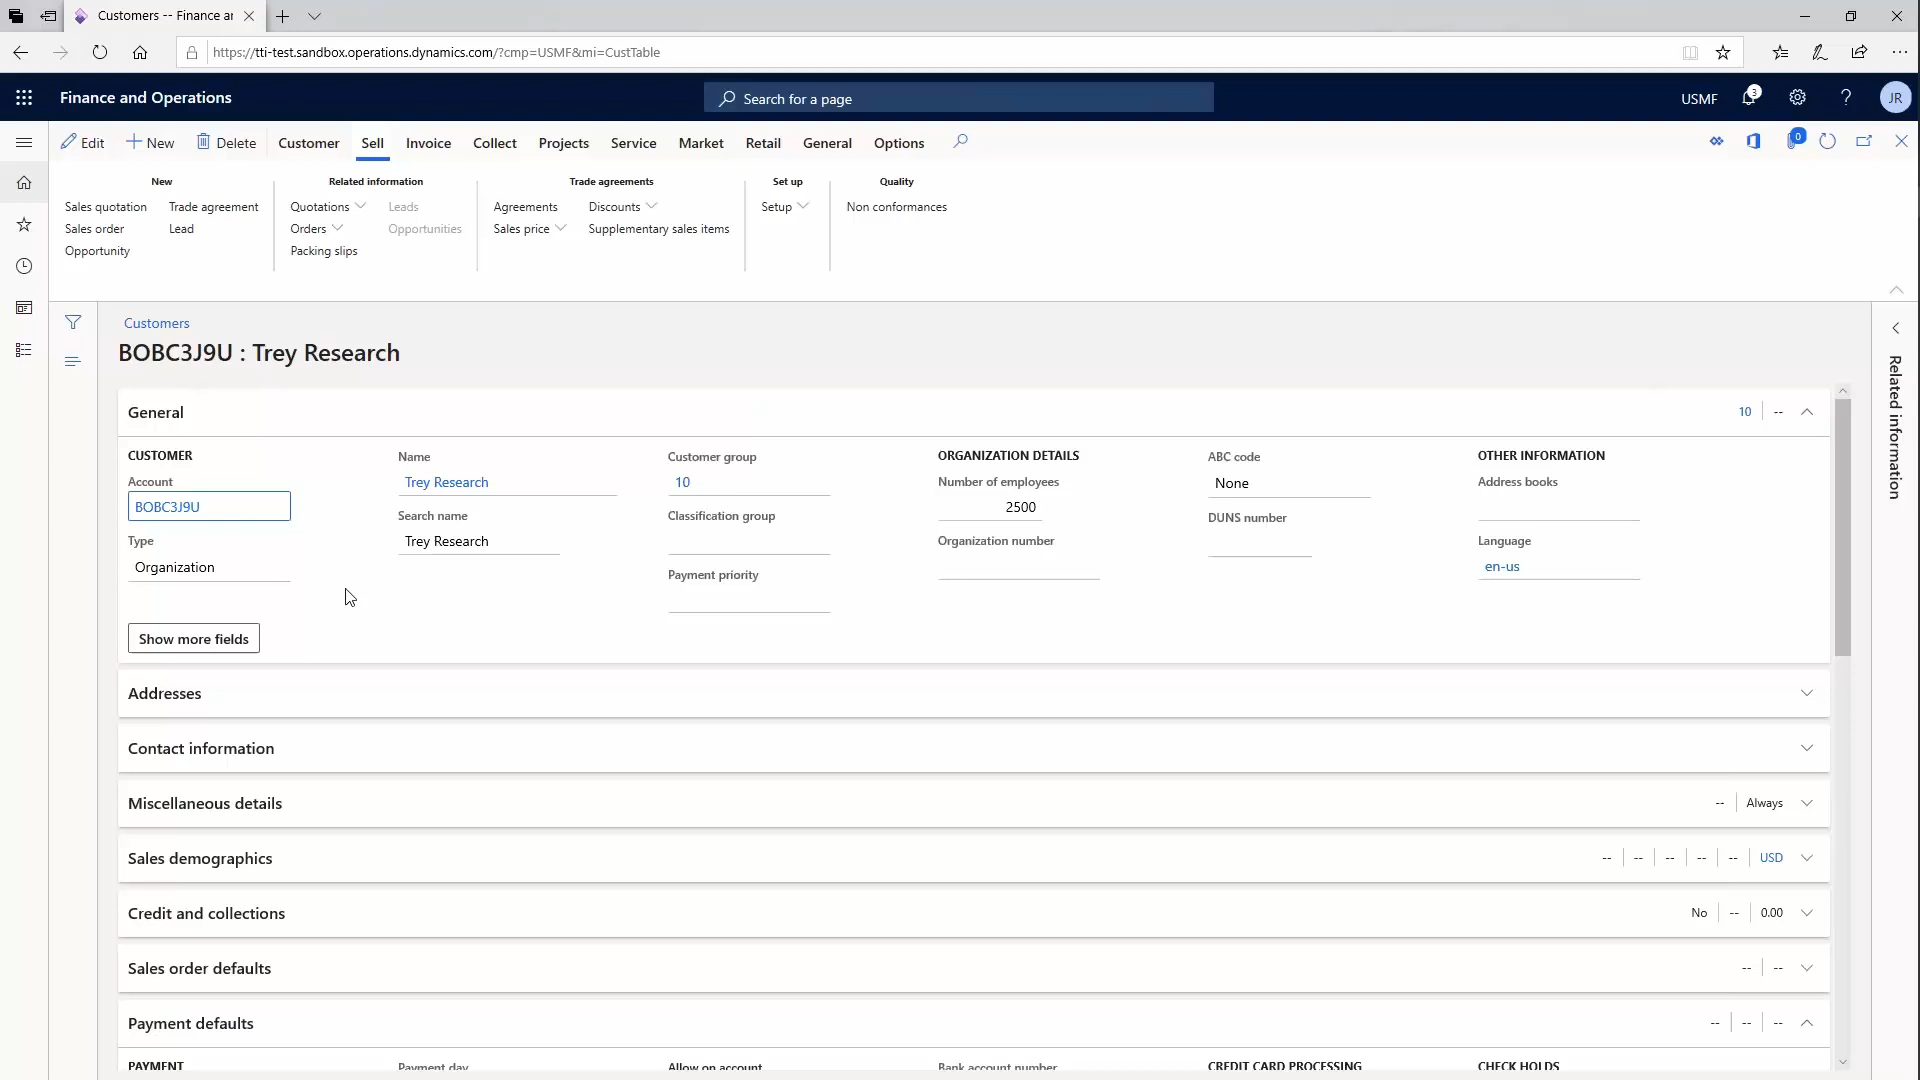 Customers -- Finance ar
https://tti-test.sandbox.operations.dynamics.com/?cmp=USMF&mi=CustTable
Finance and Operations
Search for a page
USMF
3
?
JR
Edit
New
Delete
Customer
Sell
Invoice
Collect
Projects
Service
Market
Retail
General
Options
0
New
Sales quotation
Trade agreement
Sales order
Lead
Opportunity
Related information
Quotations
Leads
Orders
Opportunities
Packing slips
Trade agreements
Agreements
Discounts
Sales price
Supplementary sales items
Set up
Setup
Quality
Non conformances
Customers
BOBC3J9U : Trey Research
Related information
General
10
--
CUSTOMER
Account
BOBC3J9U
Type
Organization
Name
Trey Research
Search name
Trey Research
Customer group
10
Classification group
Payment priority
ORGANIZATION DETAILS
Number of employees
2500
Organization number
ABC code
None
DUNS number
OTHER INFORMATION
Address books
Language
en-us
Show more fields
Addresses
Contact information
Miscellaneous details
-- Always
Sales demographics
-- -- -- -- -- USD
Credit and collections
No -- 0.00
Sales order defaults
-- --
Payment defaults
-- -- --
PAYMENT
Payment day
Allow on account
Bank account number
CREDIT CARD PROCESSING
CHECK HOLDS